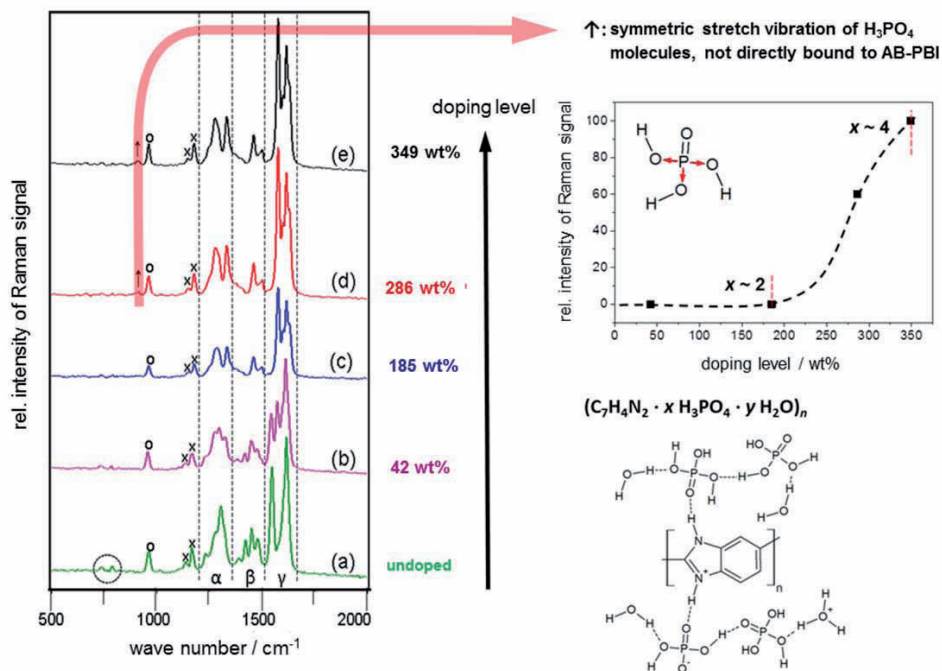 ↑: symmetric stretch vibration of H₃PO₄
molecules, not directly bound to AB-PBI
doping level
rel. intensity of Raman signal
o
x
x
(e)
349 wt%
o
x
x
(d)
286 wt%
o
x
x
(c)
185 wt%
o
x
x
(b)
42 wt%
o
x
x
(a)
undoped
α
β
γ
500
1000
1500
2000
wave number / cm⁻¹
rel. intensity of Raman signal
100
80
60
40
20
0
x ~ 4
x ~ 2
H
O
O
P
O
H
O
H
0 50 100 150 200 250 300 350
doping level / wt%
(C₇H₄N₂ · x H₃PO₄ · y H₂O)ₙ